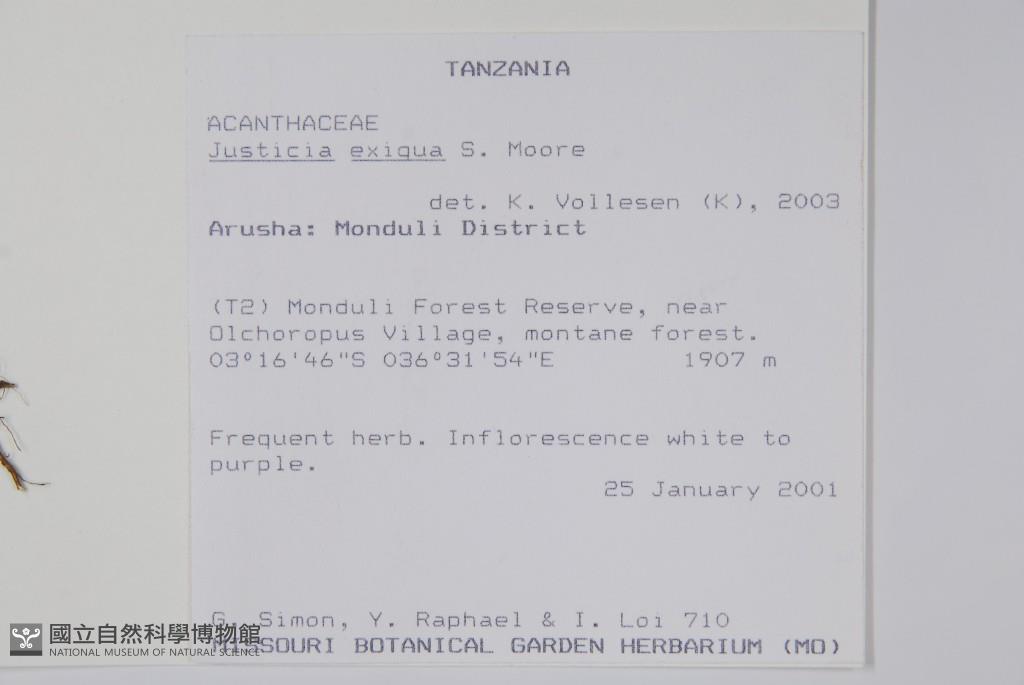 TANZANIA
ACANTHACEAE
Justicia exiqua S. Moore
det. K. Vollesen (K), 2003
Arusha: Monduli District
(T2) Monduli Forest Reserve, near
Olchoropus Village, montane forest.
03°16'46"S 036°31'54"E 1907 m
Frequent herb. Inflorescence white to
purple.
25 January 2001
G. Simon, Y. Raphael & I. Loi 710
MISSOURI BOTANICAL GARDEN HERBARIUM (MO)
國立自然科學博物館
NATIONAL MUSEUM OF NATURAL SCIENCE